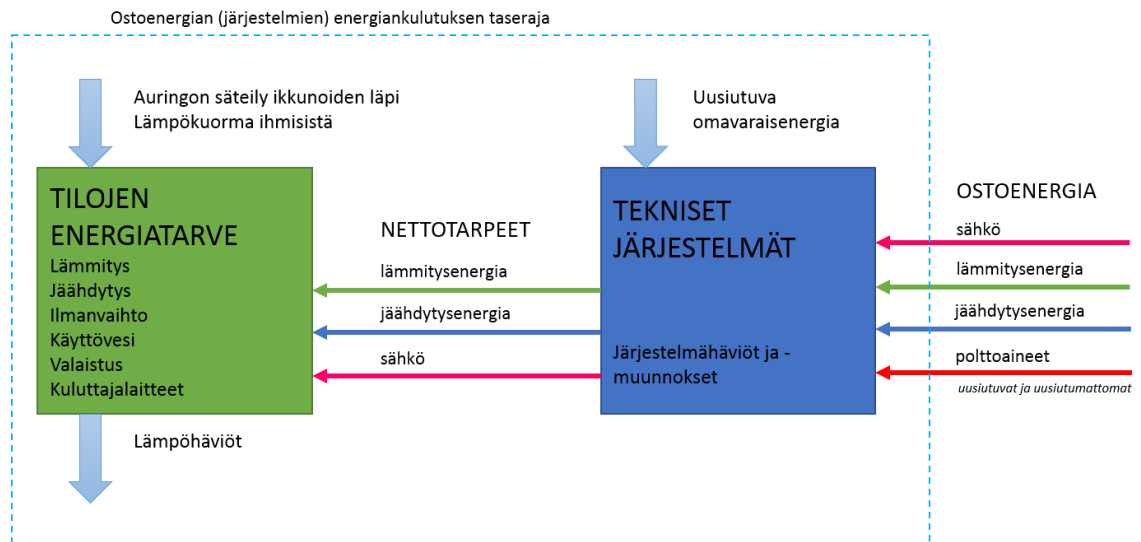 Ostoenergian (järjestelmien) energiankulutuksen taseraja
Auringon säteily ikkunoiden läpi
Lämpökuorma ihmisistä
Uusiutuva
omavaraisenergia
TILOJEN
ENERGIATARVE
Lämmitys
Jäähdytys
Ilmanvaihto
Käyttövesi
Valaistus
Kuluttajalaitteet
NETTOTARPEET
lämmitysenergia
jäähdytysenergia
sähkö
TEKNISET
JÄRJESTELMÄT
Järjestelmähäviöt ja -
muunnokset
OSTOENERGIA
sähkö
lämmitysenergia
jäähdytysenergia
polttoaineet
uusiutuvat ja uusiutumattomat
Lämpöhäviöt